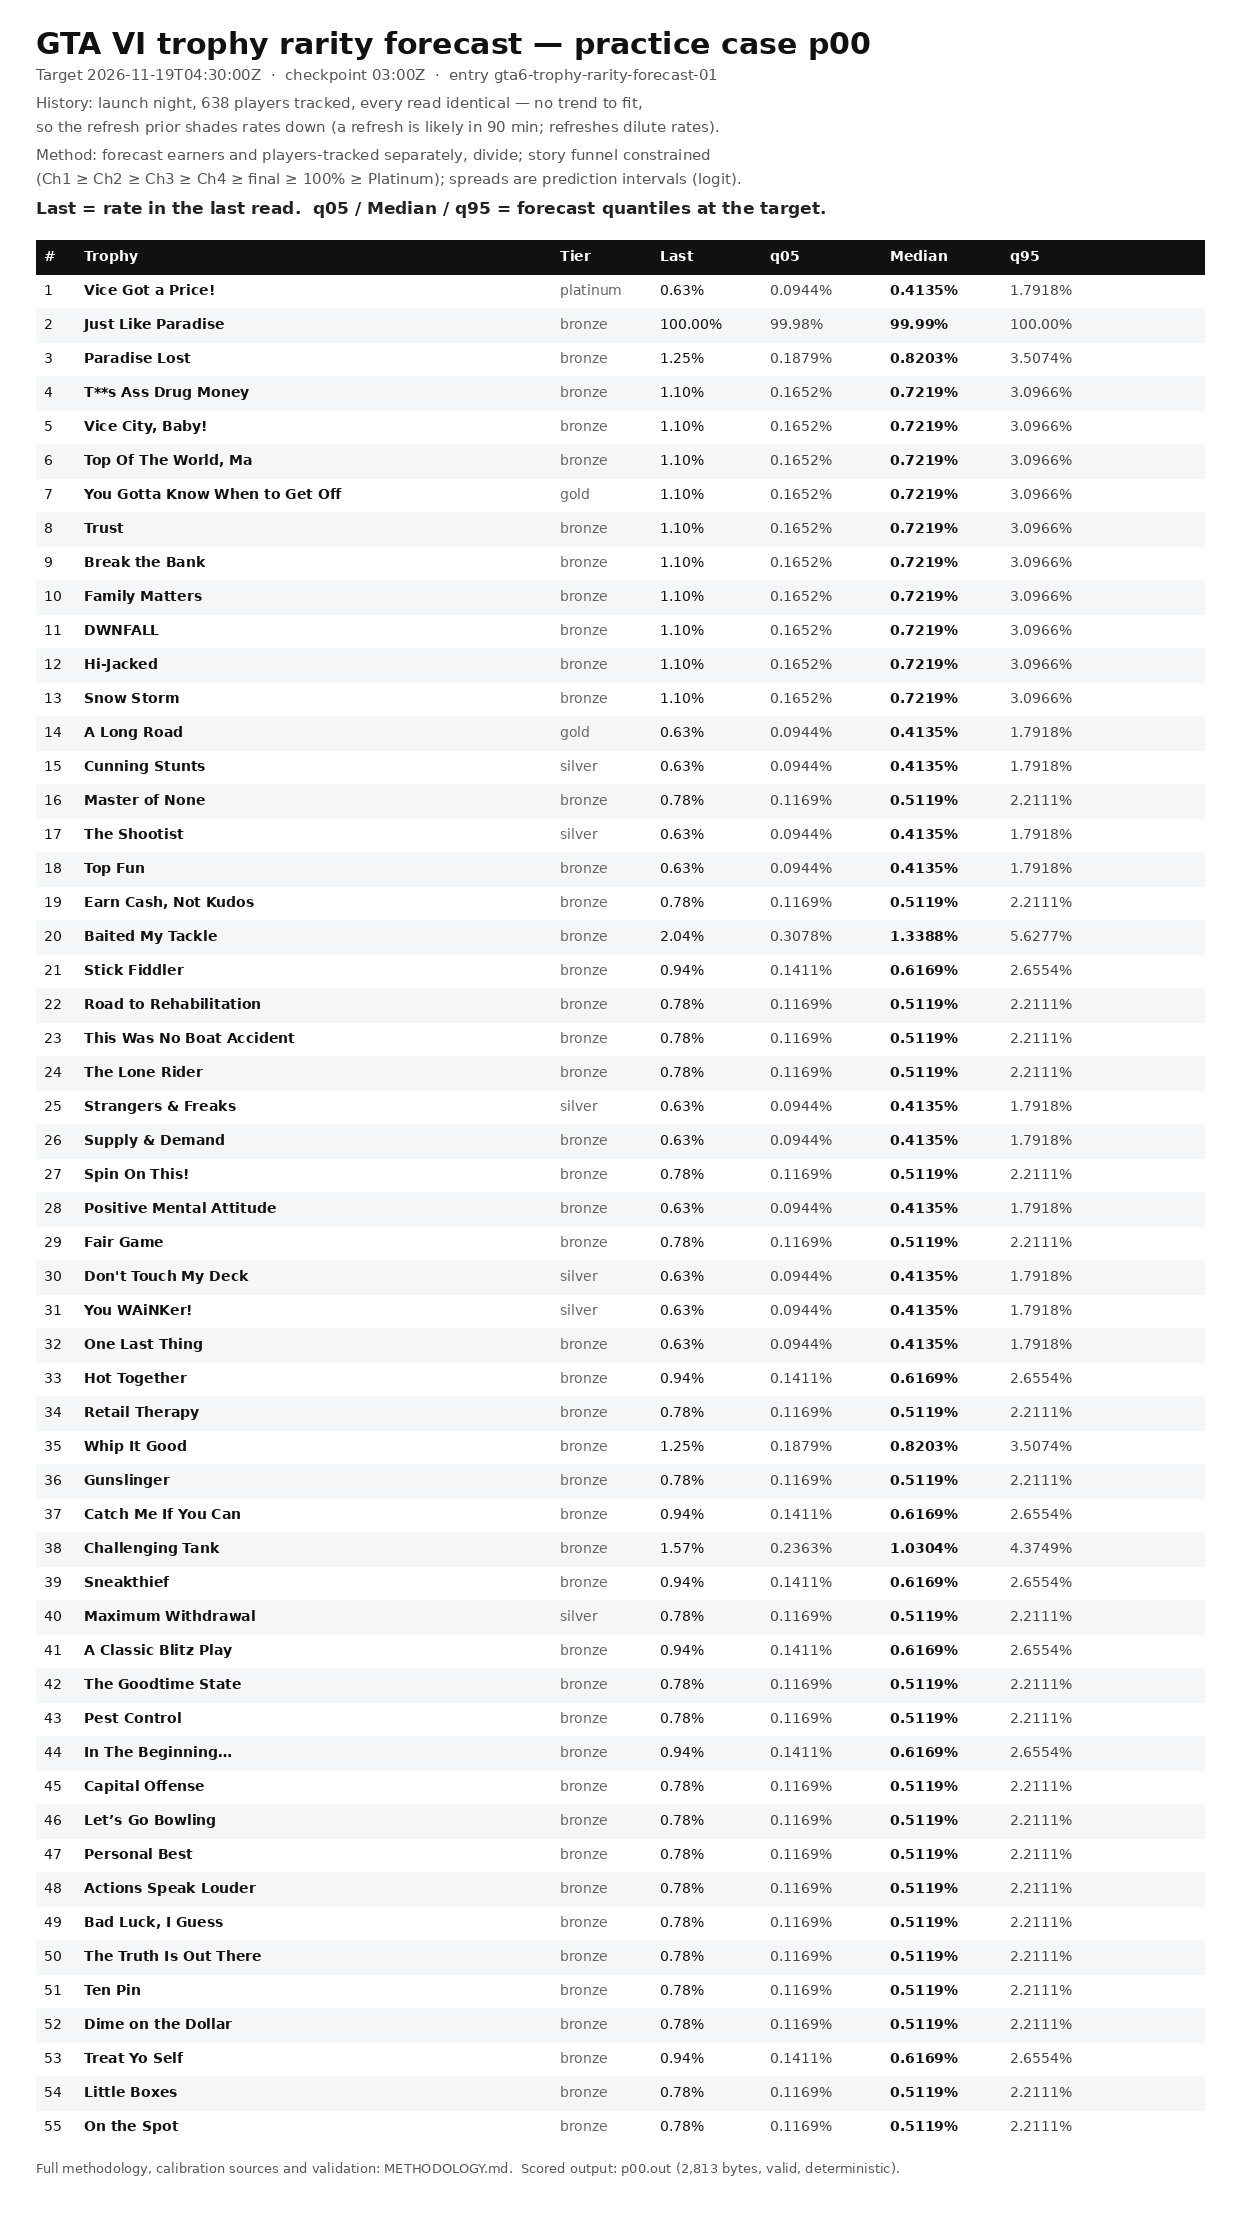 GTA VI trophy rarity forecast — practice case p00
Target 2026-11-19T04:30:00Z · checkpoint 03:00Z · entry gta6-trophy-rarity-forecast-01
History: launch night, 638 players tracked, every read identical — no trend to fit,
so the refresh prior shades rates down (a refresh is likely in 90 min; refreshes dilute rates).
Method: forecast earners and players-tracked separately, divide; story funnel constrained
(Ch1 ≥ Ch2 ≥ Ch3 ≥ Ch4 ≥ final ≥ 100% ≥ Platinum); spreads are prediction intervals (logit).
Last = rate in the last read. q05 / Median / q95 = forecast quantiles at the target.
# Trophy Tier Last q05 Median q95
1 Vice Got a Price! platinum 0.63% 0.0944% 0.4135% 1.7918%
2 Just Like Paradise bronze 100.00% 99.98% 99.99% 100.00%
3 Paradise Lost bronze 1.25% 0.1879% 0.8203% 3.5074%
4 T**s Ass Drug Money bronze 1.10% 0.1652% 0.7219% 3.0966%
5 Vice City, Baby! bronze 1.10% 0.1652% 0.7219% 3.0966%
6 Top Of The World, Ma bronze 1.10% 0.1652% 0.7219% 3.0966%
7 You Gotta Know When to Get Off gold 1.10% 0.1652% 0.7219% 3.0966%
8 Trust bronze 1.10% 0.1652% 0.7219% 3.0966%
9 Break the Bank bronze 1.10% 0.1652% 0.7219% 3.0966%
10 Family Matters bronze 1.10% 0.1652% 0.7219% 3.0966%
11 DWNFALL bronze 1.10% 0.1652% 0.7219% 3.0966%
12 Hi-Jacked bronze 1.10% 0.1652% 0.7219% 3.0966%
13 Snow Storm bronze 1.10% 0.1652% 0.7219% 3.0966%
14 A Long Road gold 0.63% 0.0944% 0.4135% 1.7918%
15 Cunning Stunts silver 0.63% 0.0944% 0.4135% 1.7918%
16 Master of None bronze 0.78% 0.1169% 0.5119% 2.2111%
17 The Shootist silver 0.63% 0.0944% 0.4135% 1.7918%
18 Top Fun bronze 0.63% 0.0944% 0.4135% 1.7918%
19 Earn Cash, Not Kudos bronze 0.78% 0.1169% 0.5119% 2.2111%
20 Baited My Tackle bronze 2.04% 0.3078% 1.3388% 5.6277%
21 Stick Fiddler bronze 0.94% 0.1411% 0.6169% 2.6554%
22 Road to Rehabilitation bronze 0.78% 0.1169% 0.5119% 2.2111%
23 This Was No Boat Accident bronze 0.78% 0.1169% 0.5119% 2.2111%
24 The Lone Rider bronze 0.78% 0.1169% 0.5119% 2.2111%
25 Strangers & Freaks silver 0.63% 0.0944% 0.4135% 1.7918%
26 Supply & Demand bronze 0.63% 0.0944% 0.4135% 1.7918%
27 Spin On This! bronze 0.78% 0.1169% 0.5119% 2.2111%
28 Positive Mental Attitude bronze 0.63% 0.0944% 0.4135% 1.7918%
29 Fair Game bronze 0.78% 0.1169% 0.5119% 2.2111%
30 Don't Touch My Deck silver 0.63% 0.0944% 0.4135% 1.7918%
31 You WAiNKer! silver 0.63% 0.0944% 0.4135% 1.7918%
32 One Last Thing bronze 0.63% 0.0944% 0.4135% 1.7918%
33 Hot Together bronze 0.94% 0.1411% 0.6169% 2.6554%
34 Retail Therapy bronze 0.78% 0.1169% 0.5119% 2.2111%
35 Whip It Good bronze 1.25% 0.1879% 0.8203% 3.5074%
36 Gunslinger bronze 0.78% 0.1169% 0.5119% 2.2111%
37 Catch Me If You Can bronze 0.94% 0.1411% 0.6169% 2.6554%
38 Challenging Tank bronze 1.57% 0.2363% 1.0304% 4.3749%
39 Sneakthief bronze 0.94% 0.1411% 0.6169% 2.6554%
40 Maximum Withdrawal silver 0.78% 0.1169% 0.5119% 2.2111%
41 A Classic Blitz Play bronze 0.94% 0.1411% 0.6169% 2.6554%
42 The Goodtime State bronze 0.78% 0.1169% 0.5119% 2.2111%
43 Pest Control bronze 0.78% 0.1169% 0.5119% 2.2111%
44 In The Beginning… bronze 0.94% 0.1411% 0.6169% 2.6554%
45 Capital Offense bronze 0.78% 0.1169% 0.5119% 2.2111%
46 Let’s Go Bowling bronze 0.78% 0.1169% 0.5119% 2.2111%
47 Personal Best bronze 0.78% 0.1169% 0.5119% 2.2111%
48 Actions Speak Louder bronze 0.78% 0.1169% 0.5119% 2.2111%
49 Bad Luck, I Guess bronze 0.78% 0.1169% 0.5119% 2.2111%
50 The Truth Is Out There bronze 0.78% 0.1169% 0.5119% 2.2111%
51 Ten Pin bronze 0.78% 0.1169% 0.5119% 2.2111%
52 Dime on the Dollar bronze 0.78% 0.1169% 0.5119% 2.2111%
53 Treat Yo Self bronze 0.94% 0.1411% 0.6169% 2.6554%
54 Little Boxes bronze 0.78% 0.1169% 0.5119% 2.2111%
55 On the Spot bronze 0.78% 0.1169% 0.5119% 2.2111%
Full methodology, calibration sources and validation: METHODOLOGY.md. Scored output: p00.out (2,813 bytes, valid, deterministic).